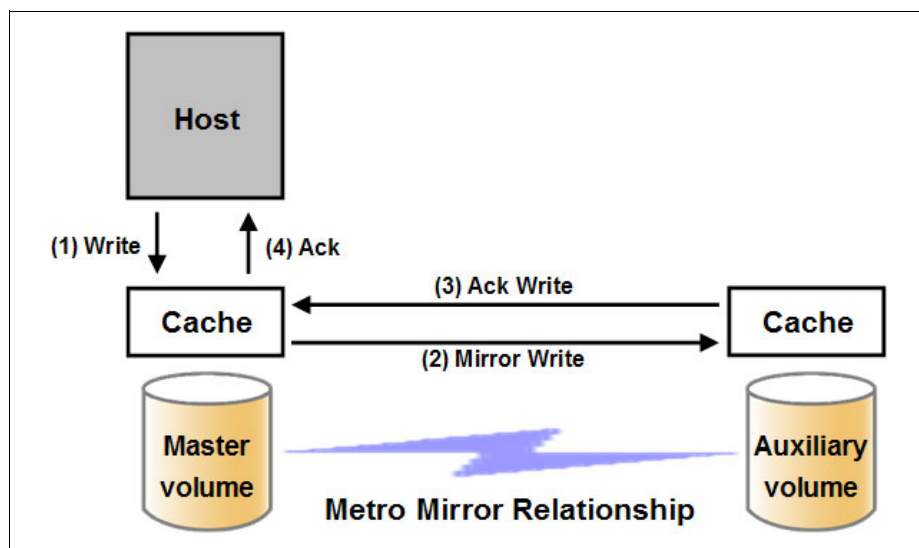 Host
(1) Write
(4) Ack
(3) Ack Write
Cache
Cache
(2) Mirror Write
Master
volume
Auxiliary
volume
Metro Mirror Relationship